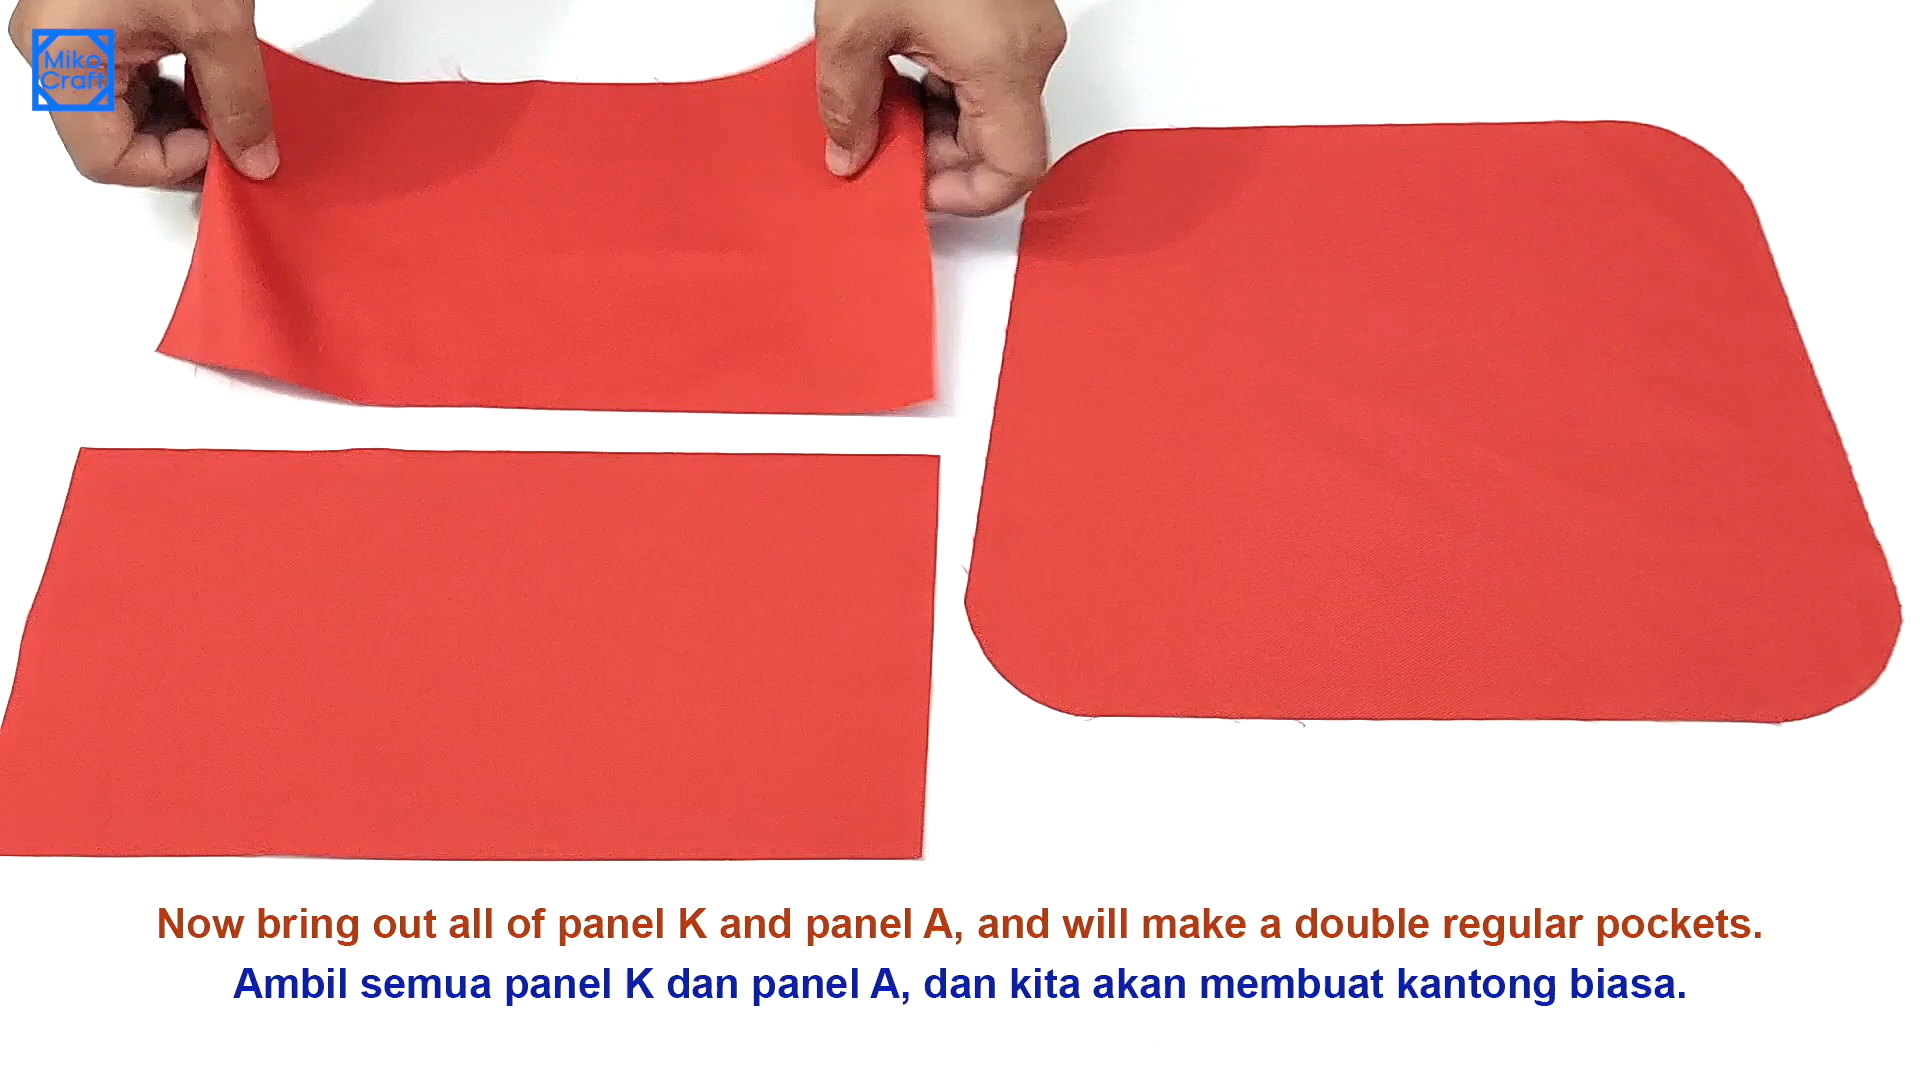 Miko
Craft
Now bring out all of panel K and panel A, and will make a double regular pockets.
Ambil semua panel K dan panel A, dan kita akan membuat kantong biasa.